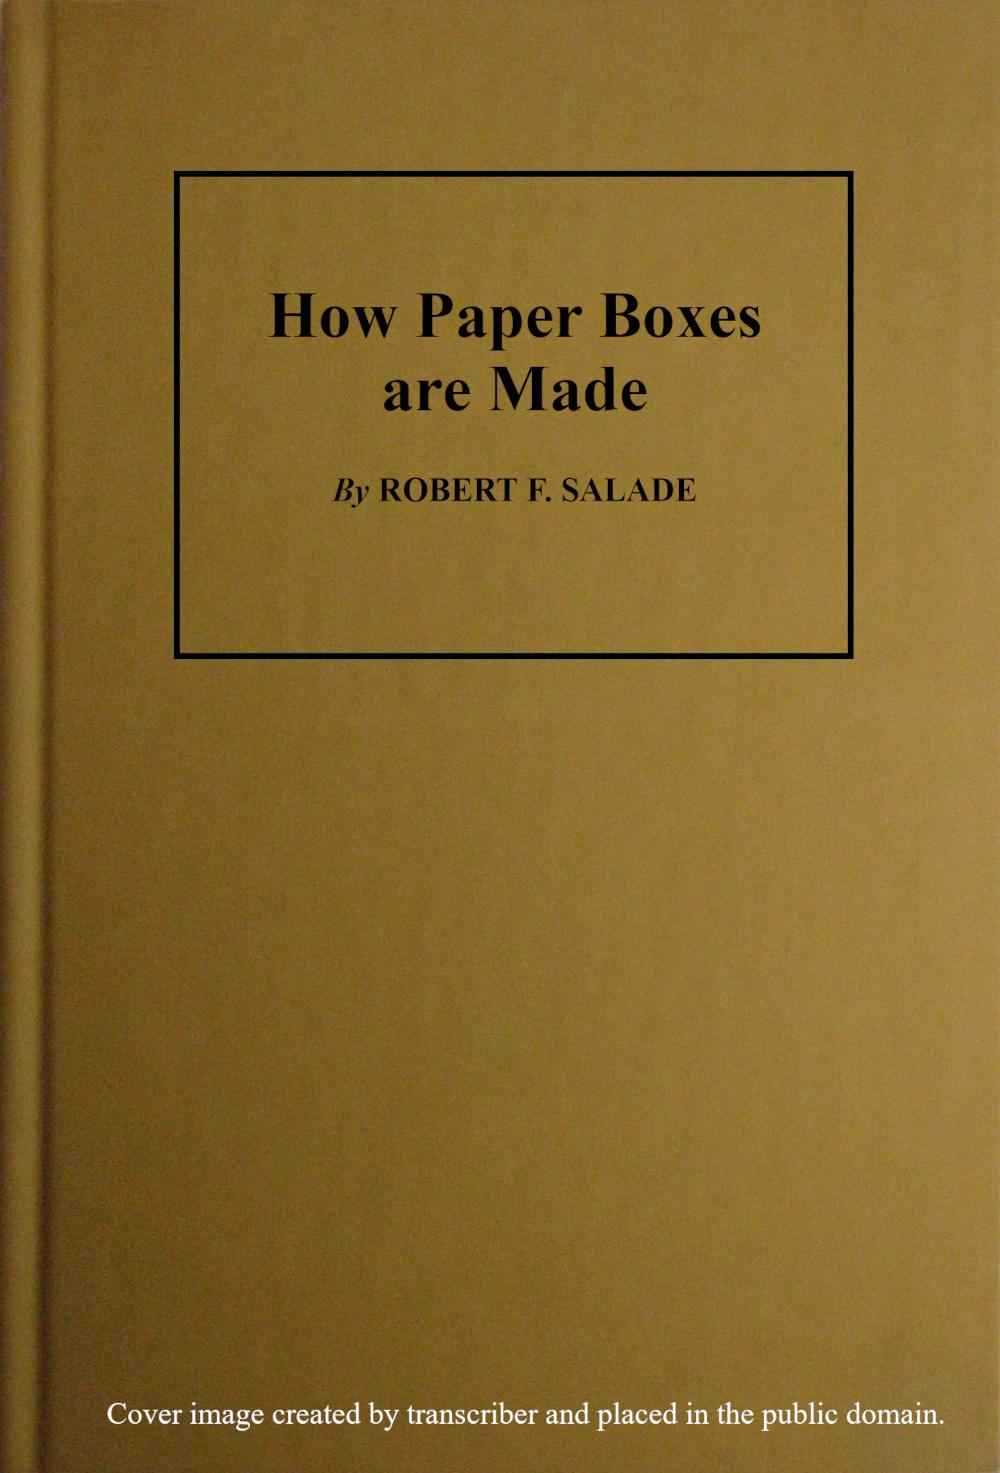 How Paper Boxes
are Made
By ROBERT F. SALADE
Cover image created by transcriber and placed in the public domain.